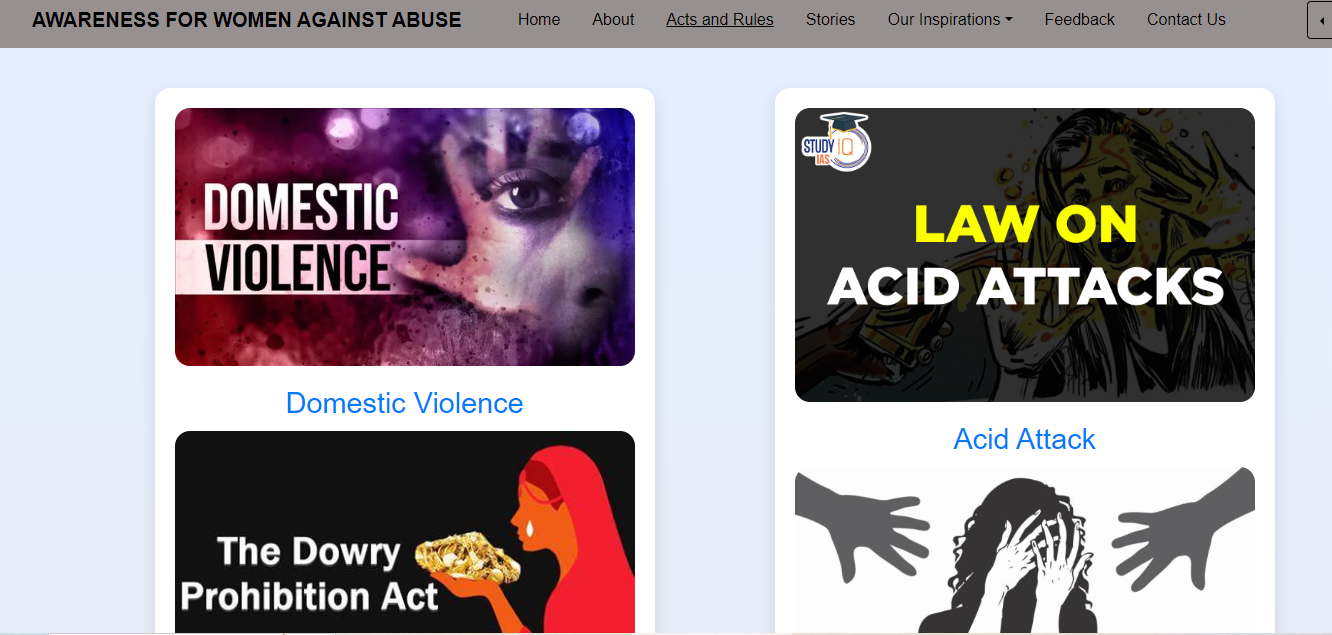 AWARENESS FOR WOMEN AGAINST ABUSE
Home
About
Acts and Rules
Stories
Our Inspirations
Feedback
Contact Us
DOMESTIC
VIOLENCE
Domestic Violence
The Dowry
Prohibition Act
STUDY IQ
IAS
LAW ON
ACID ATTACKS
Acid Attack